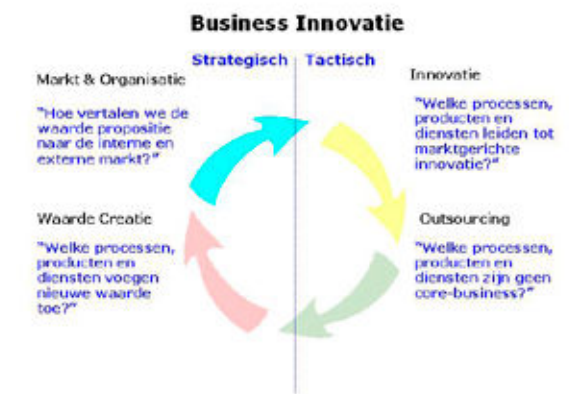 Business Innovatie
Strategisch
Tactisch
Markt & Organisatie
"Hoe vertalen we de
waarde propositie
naar de interne en
externe markt?"
Innovatie
"Welke processen,
producten en
diensten leiden tot
marktgerichte
innovatie?"
Waarde Creatie
"Welke processen,
producten en
diensten voegen
nieuwe waarde
toe?"
Outsourcing
"Welke processen,
producten en
diensten zijn geen
core-business?"